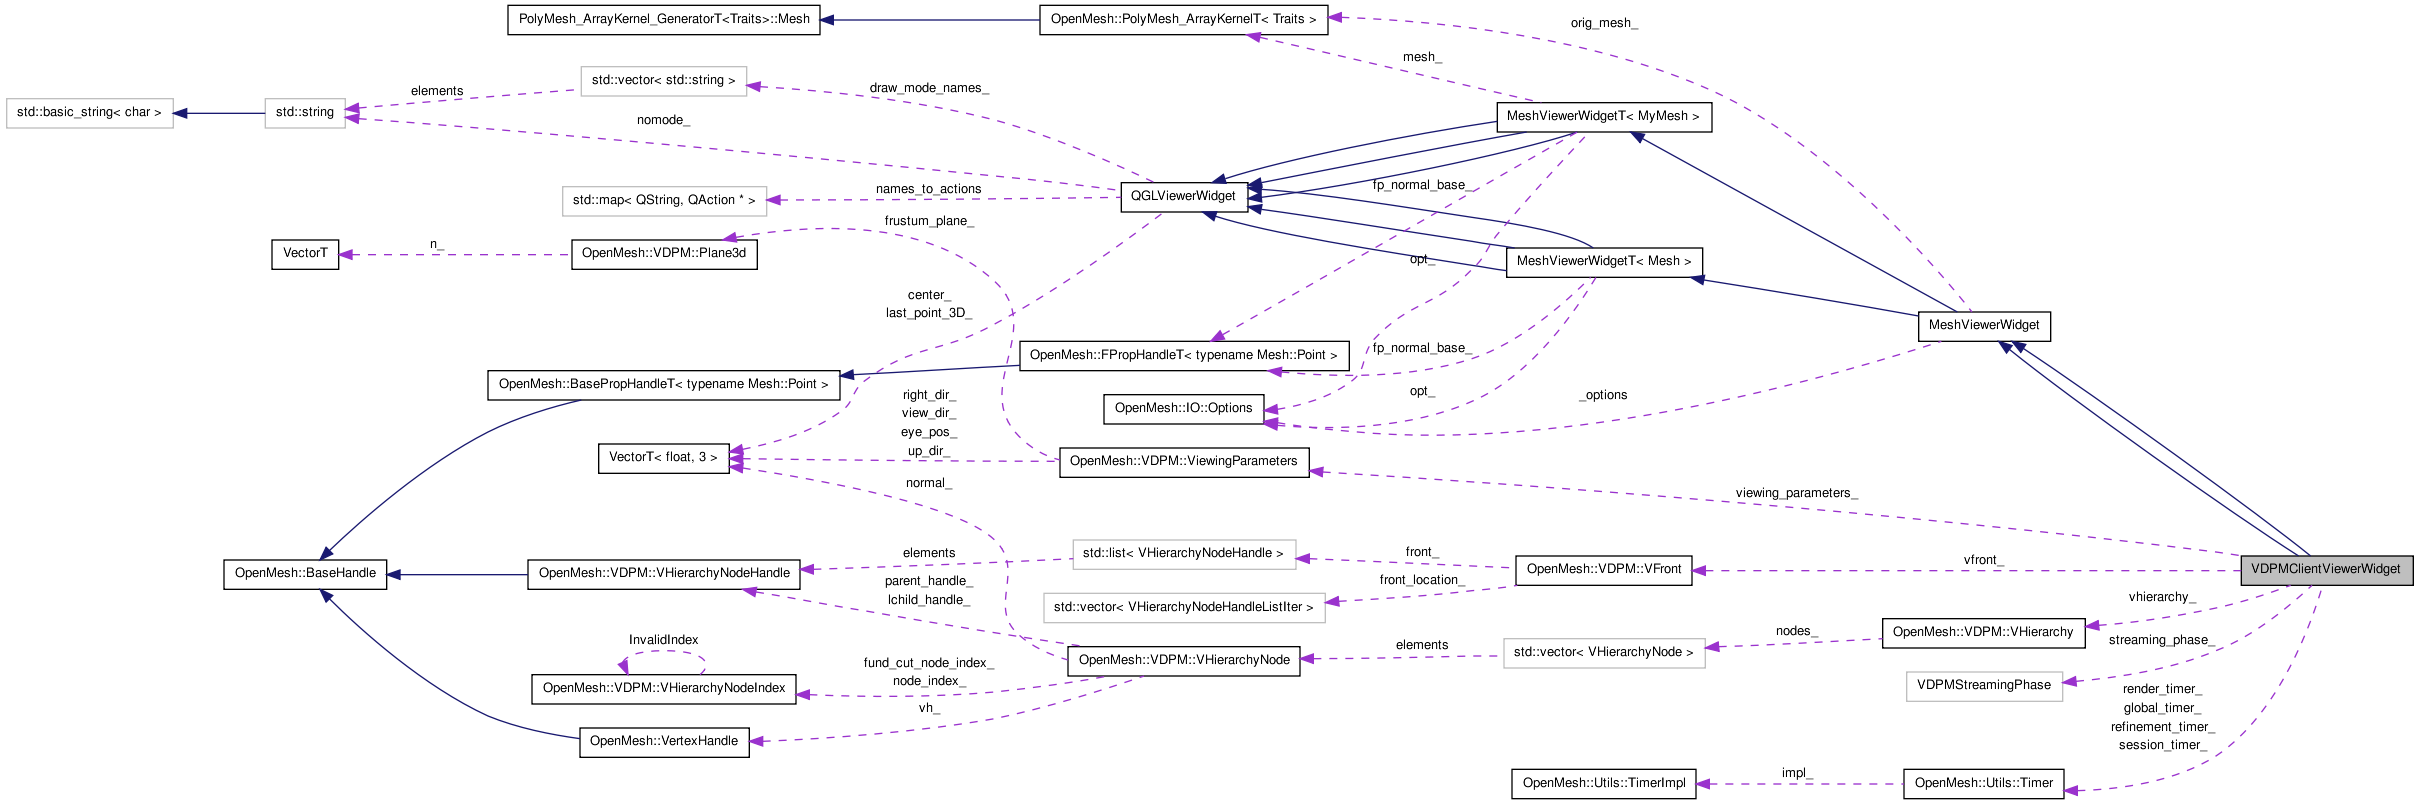 PolyMesh_ArrayKernel_GeneratorT<Traits>::Mesh
OpenMesh::PolyMesh_ArrayKernelT< Traits >
orig_mesh_
mesh_
std::vector< std::string >
elements
draw_mode_names_
std::basic_string< char >
std::string
nomode_
MeshViewerWidgetT< MyMesh >
std::map< QString, QAction * >
names_to_actions
QGLViewerWidget
fp_normal_base_
frustum_plane_
VectorT
n_
OpenMesh::VDPM::Plane3d
opt_
MeshViewerWidgetT< Mesh >
center_
last_point_3D_
MeshViewerWidget
OpenMesh::FPropHandleT< typename Mesh::Point >
fp_normal_base_
OpenMesh::BasePropHandleT< typename Mesh::Point >
right_dir_
view_dir_
eye_pos_
up_dir_
OpenMesh::IO::Options
opt_
_options
VectorT< float, 3 >
OpenMesh::VDPM::ViewingParameters
normal_
viewing_parameters_
OpenMesh::BaseHandle
OpenMesh::VDPM::VHierarchyNodeHandle
elements
std::list< VHierarchyNodeHandle >
front_
OpenMesh::VDPM::VFront
vfront_
VDPMClientViewerWidget
parent_handle_
lchild_handle_
std::vector< VHierarchyNodeHandleListIter >
front_location_
vhierarchy_
InvalidIndex
OpenMesh::VDPM::VHierarchyNodeIndex
fund_cut_node_index_
node_index_
OpenMesh::VDPM::VHierarchyNode
elements
std::vector< VHierarchyNode >
nodes_
OpenMesh::VDPM::VHierarchy
streaming_phase_
VDPMStreamingPhase
vh_
OpenMesh::VertexHandle
render_timer_
global_timer_
refinement_timer_
session_timer_
OpenMesh::Utils::TimerImpl
impl_
OpenMesh::Utils::Timer